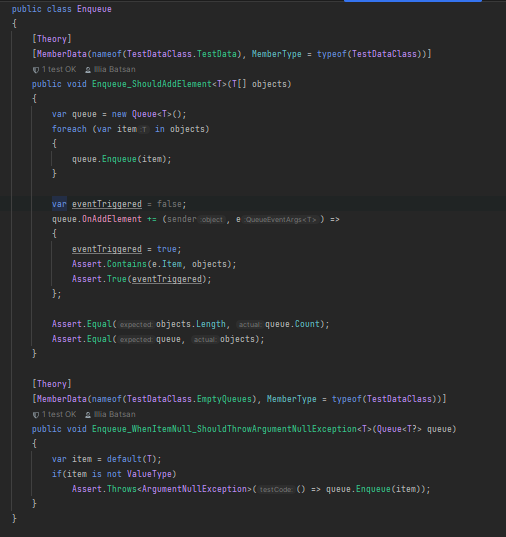 public class Enqueue
{
[Theory]
[MemberData(nameof(TestDataClass.TestData), MemberType = typeof(TestDataClass))]
1 test OK Illia Batsan
public void Enqueue_ShouldAddElement<T>(T[] objects)
{
var queue = new Queue<T>();
foreach (var item :T in objects)
{
queue.Enqueue(item);
}
var eventTriggered = false;
queue.OnAddElement += (sender :object, e :QueueEventArgs<T>) =>
{
eventTriggered = true;
Assert.Contains(e.Item, objects);
Assert.True(eventTriggered);
};
Assert.Equal(expected: objects.Length, actual: queue.Count);
Assert.Equal(expected: queue, actual: objects);
}
[Theory]
[MemberData(nameof(TestDataClass.EmptyQueues), MemberType = typeof(TestDataClass))]
1 test OK Illia Batsan
public void Enqueue_WhenItemNull_ShouldThrowArgumentNullException<T>(Queue<T?> queue)
{
var item = default(T);
if(item is not ValueType)
Assert.Throws<ArgumentNullException>(testCode: () => queue.Enqueue(item));
}
}